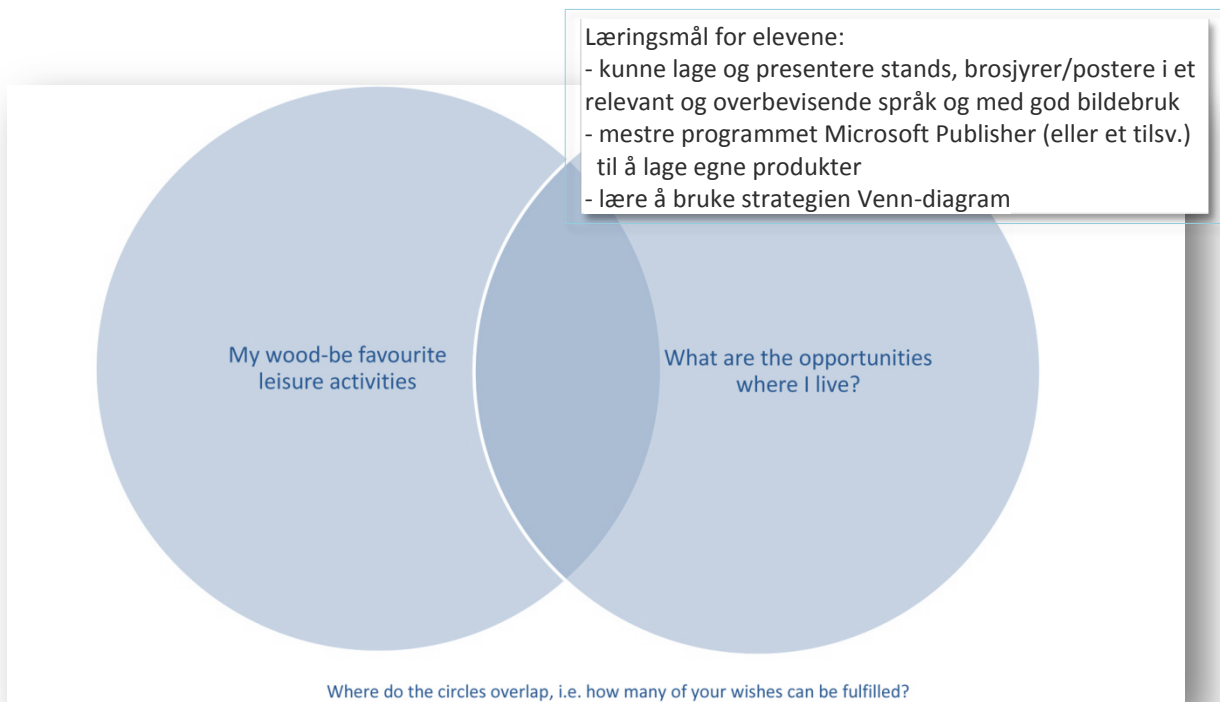 Læringsmål for elevene:
- kunne lage og presentere stands, brosjyrer/postere i et
relevant og overbevisende språk og med god bildebruk
- mestre programmet Microsoft Publisher (eller et tilsv.)
til å lage egne produkter
- lære å bruke strategien Venn-diagram
My wood-be favourite
leisure activities
What are the opportunities
where I live?
Where do the circles overlap, i.e. how many of your wishes can be fulfilled?